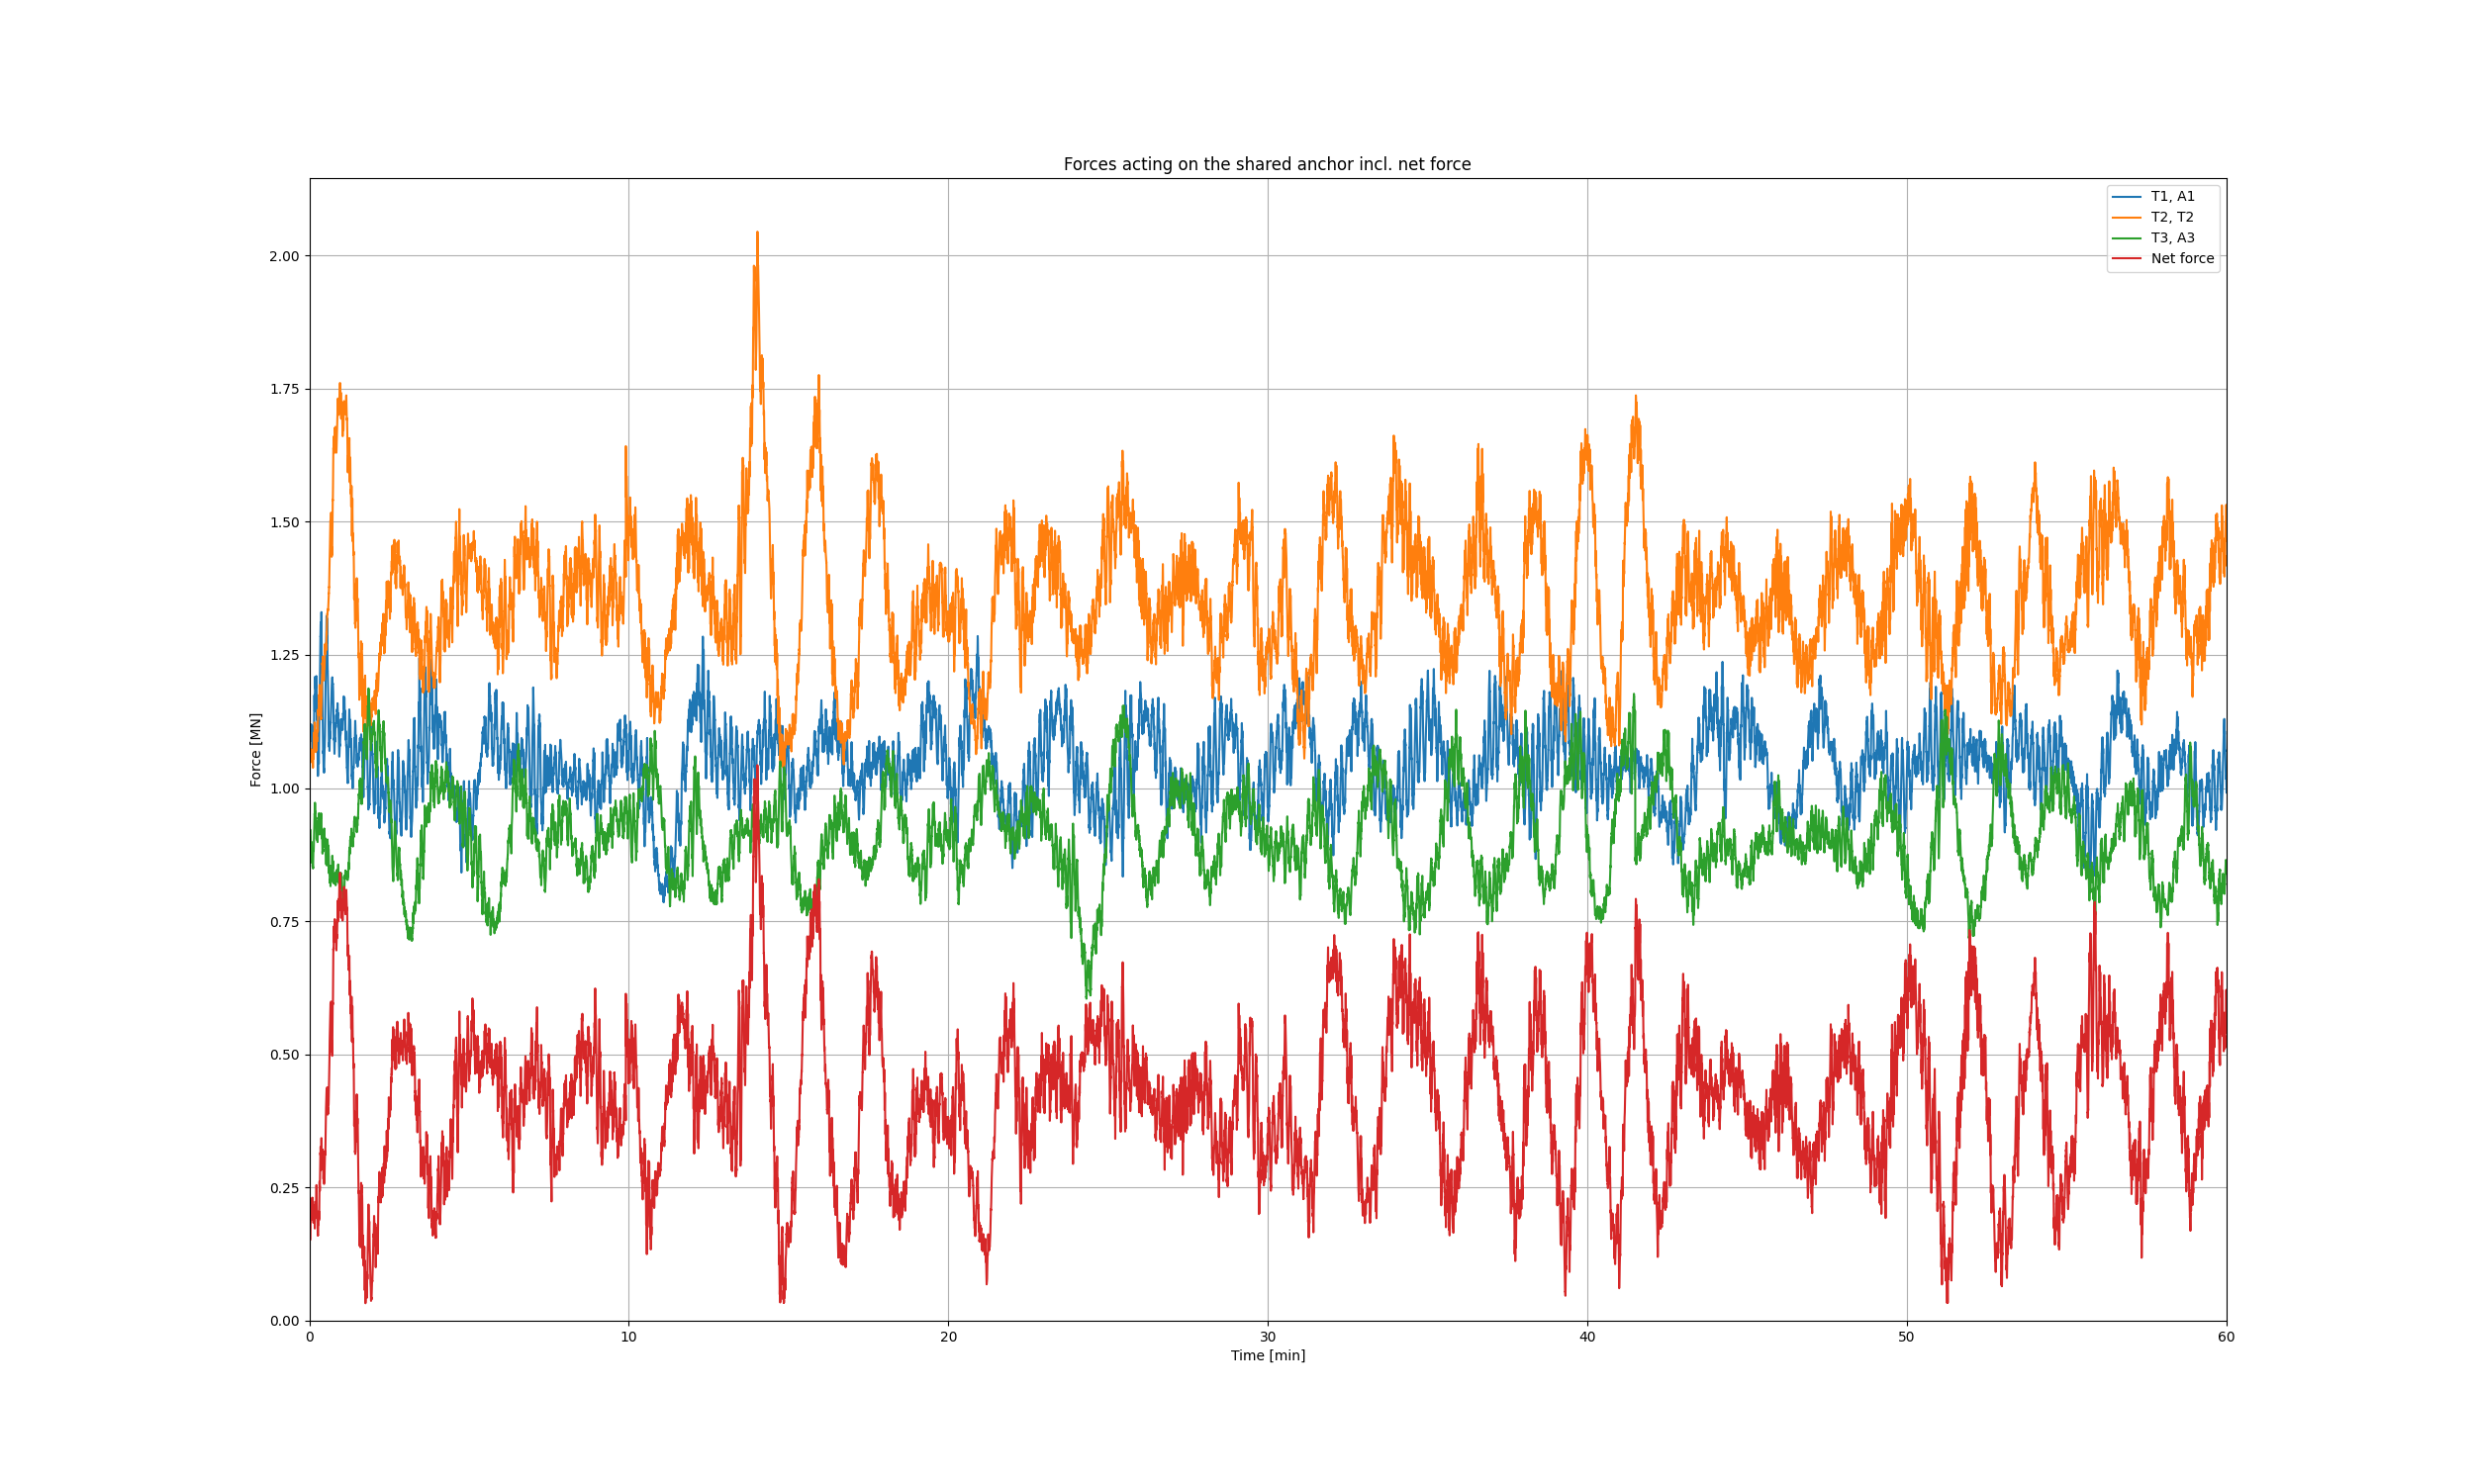 Forces acting on the shared anchor incl. net force
T1, A1
T2, T2
T3, A3
Net force
Force [MN]
2.00
1.75
1.50
1.25
1.00
0.75
0.50
0.25
0.00
0 10 20 30 40 50 60
Time [min]